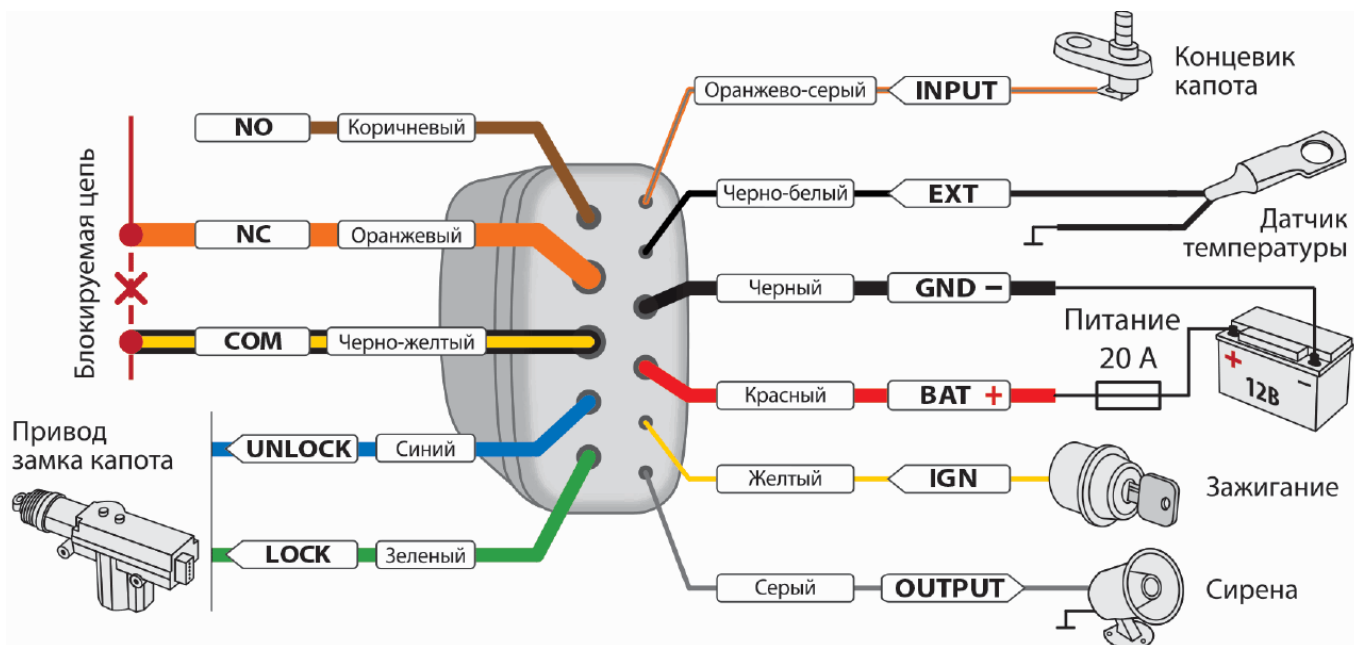 Оранжево-серый
INPUT
Концевик
капота
NO
Коричневый
Черно-белый
EXT
Датчик
температуры
Блокируемая цепь
NC
Оранжевый
Черный
GND −
Питание
20 А
COM
Черно-желтый
Красный
BAT +
+
−
12В
Привод
замка капота
UNLOCK
Синий
Желтый
IGN
Зажигание
LOCK
Зеленый
Серый
OUTPUT
Сирена